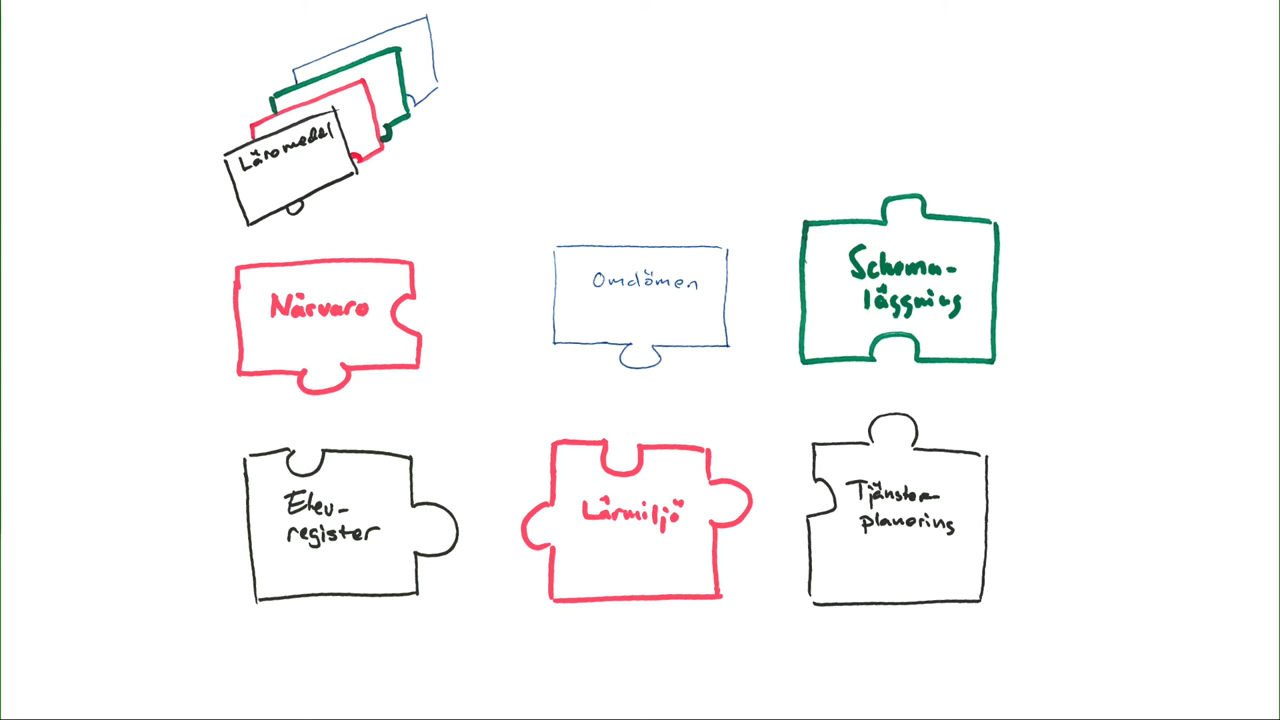 Läromedel
Närvaro
Omdömen
Schema-
läggning
Elev-
register
Lärmiljö
Tjänste-
planering